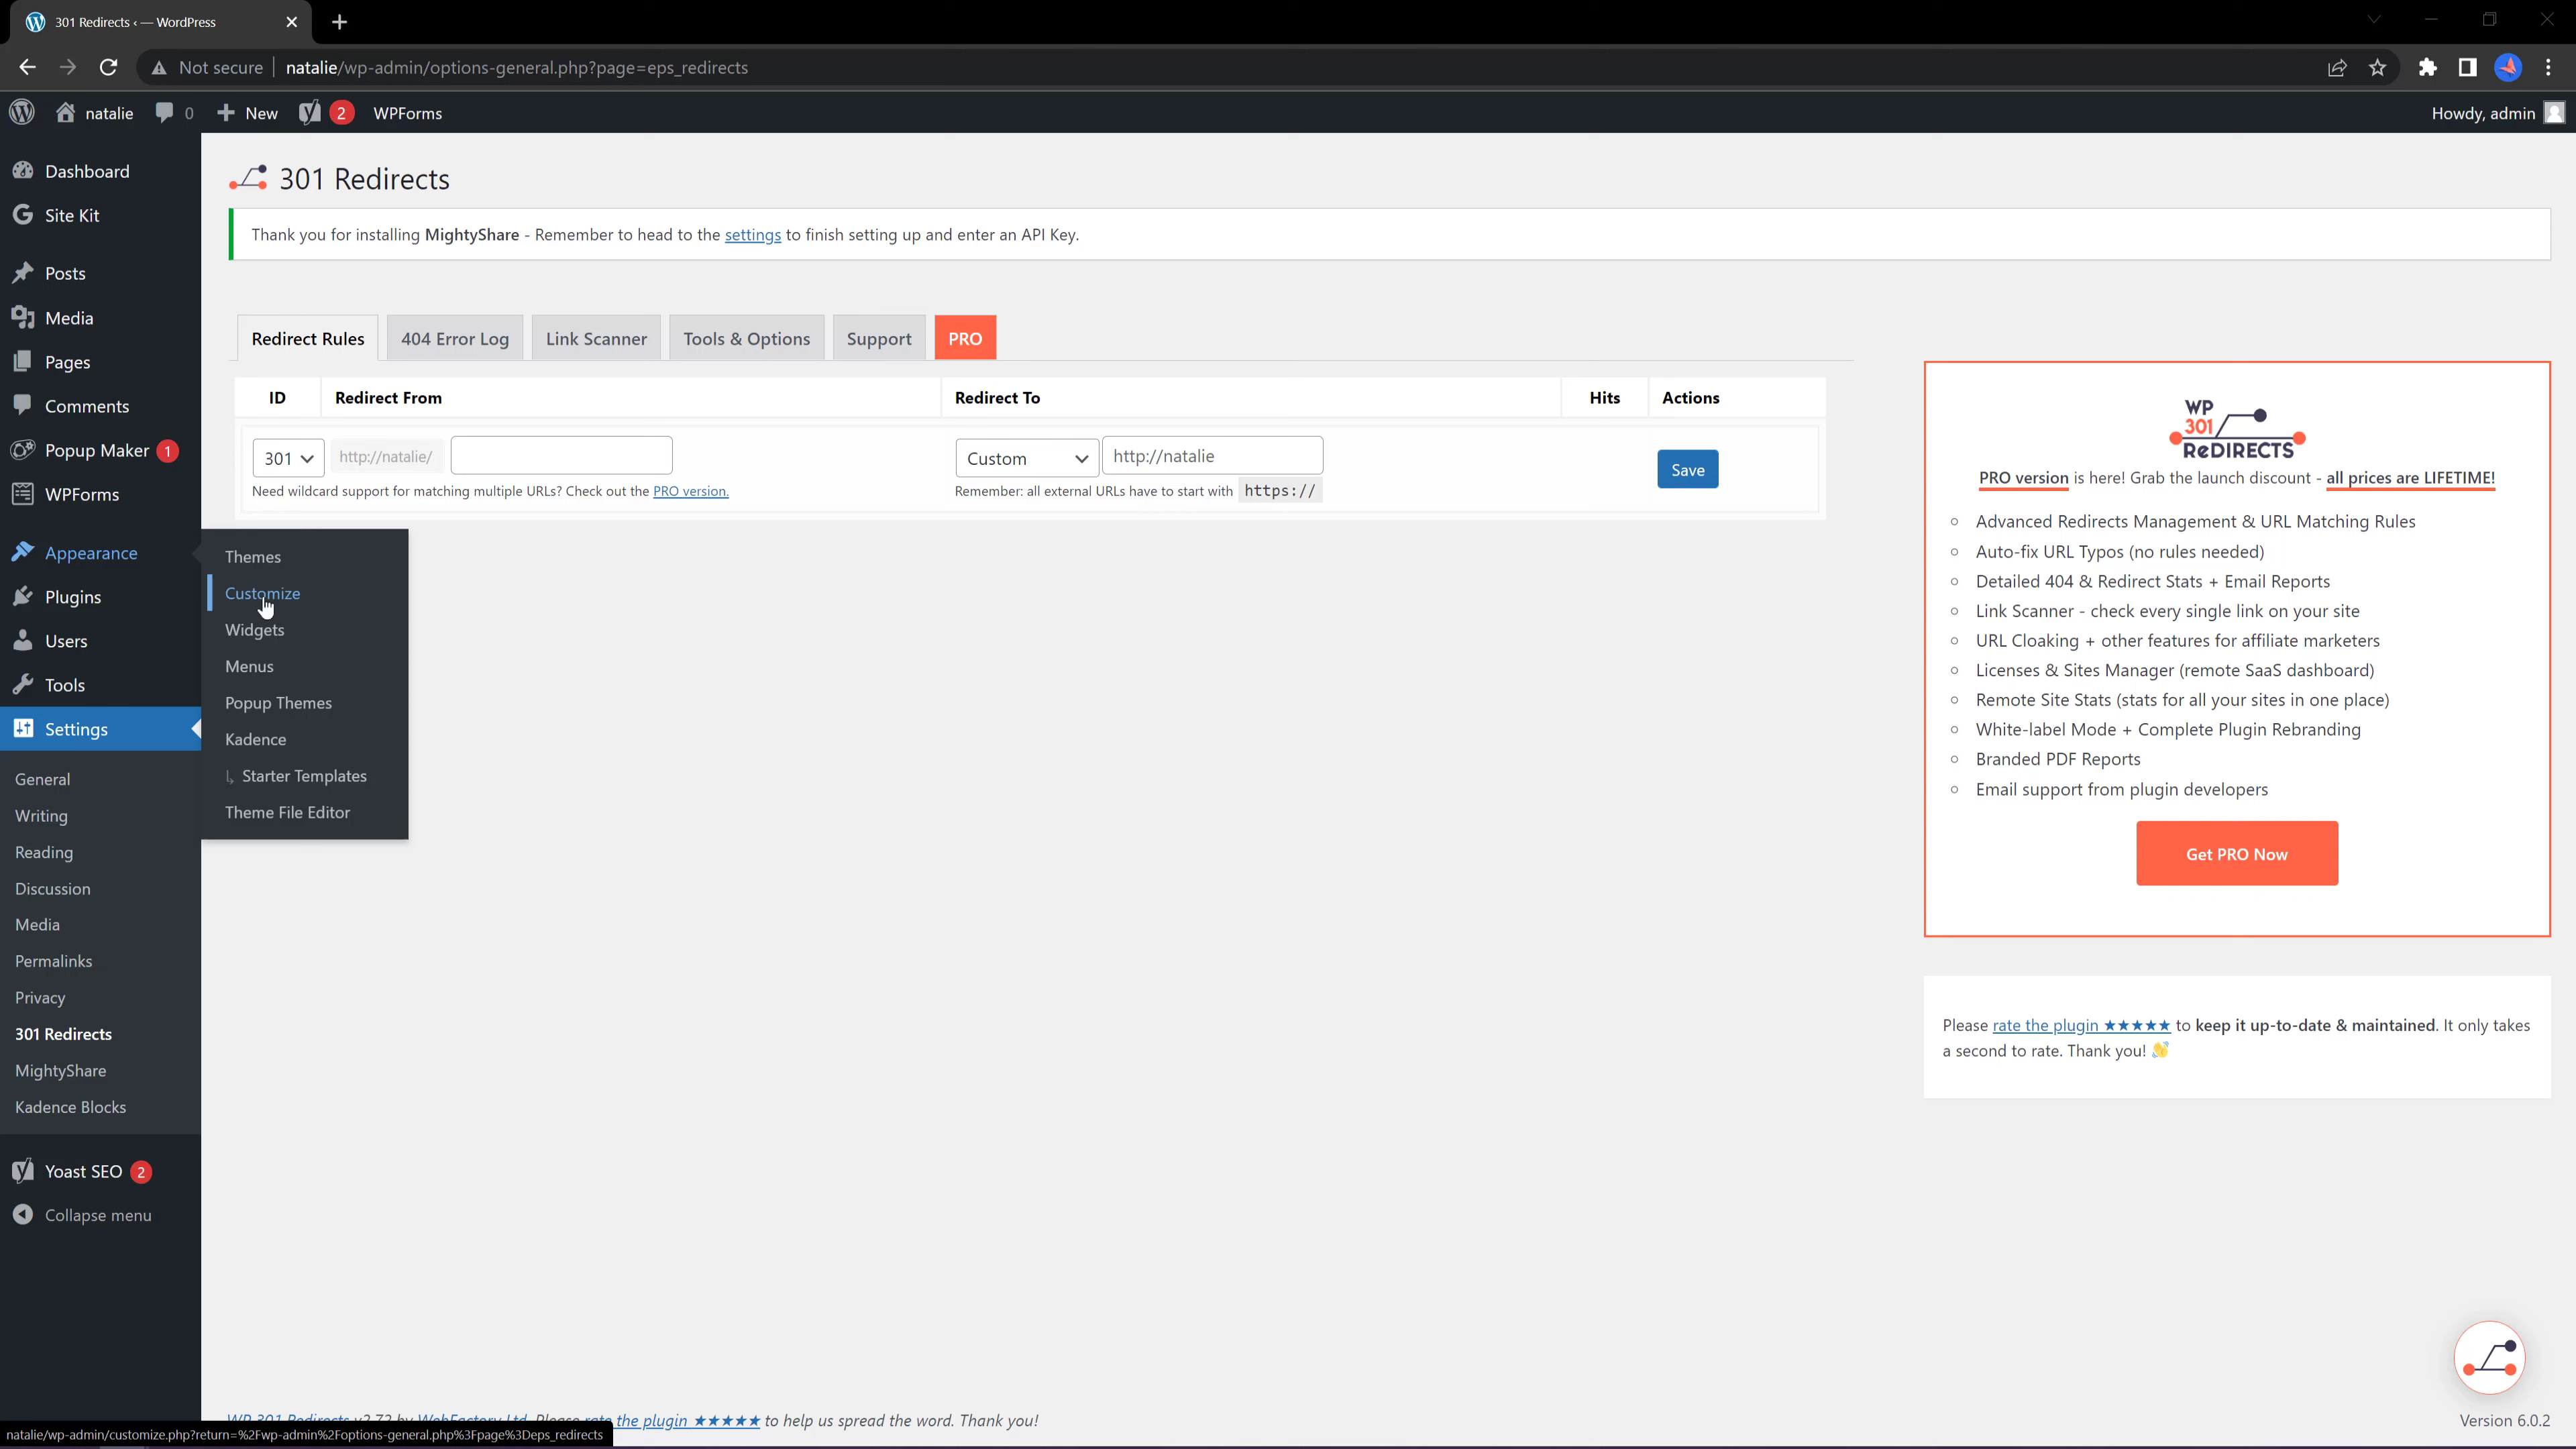 301 Redirects ‹ — WordPress
Not secure
natalie/wp-admin/options-general.php?page=eps_redirects
natalie
0
New
2
WPForms
Howdy, admin
Dashboard
Site Kit
Posts
Media
Pages
Comments
Popup Maker 1
WPForms
Appearance
Plugins
Users
Tools
Settings
General
Writing
Reading
Discussion
Media
Permalinks
Privacy
301 Redirects
MightyShare
Kadence Blocks
Yoast SEO 2
Collapse menu
Themes
Customize
Widgets
Menus
Popup Themes
Kadence
Starter Templates
Theme File Editor
301 Redirects
Thank you for installing MightyShare - Remember to head to the settings to finish setting up and enter an API Key.
Redirect Rules
404 Error Log
Link Scanner
Tools & Options
Support
PRO
ID
Redirect From
Redirect To
Hits
Actions
301
http://natalie/
Custom
http://natalie
Save
Need wildcard support for matching multiple URLs? Check out the PRO version.
Remember: all external URLs have to start with https://
WP
301
ReDIRECTS
PRO version is here! Grab the launch discount - all prices are LIFETIME!
Advanced Redirects Management & URL Matching Rules
Auto-fix URL Typos (no rules needed)
Detailed 404 & Redirect Stats + Email Reports
Link Scanner - check every single link on your site
URL Cloaking + other features for affiliate marketers
Licenses & Sites Manager (remote SaaS dashboard)
Remote Site Stats (stats for all your sites in one place)
White-label Mode + Complete Plugin Rebranding
Branded PDF Reports
Email support from plugin developers
Get PRO Now
Please rate the plugin ★★★★★ to keep it up-to-date & maintained. It only takes
a second to rate. Thank you! 👋
WP 301 Redirects v2.72 by WebFactory Ltd. Please rate the plugin ★★★★★ to help us spread the word. Thank you!
Version 6.0.2
natalie/wp-admin/customize.php?return=%2Fwp-admin%2Foptions-general.php%3Fpage%3Deps_redirects